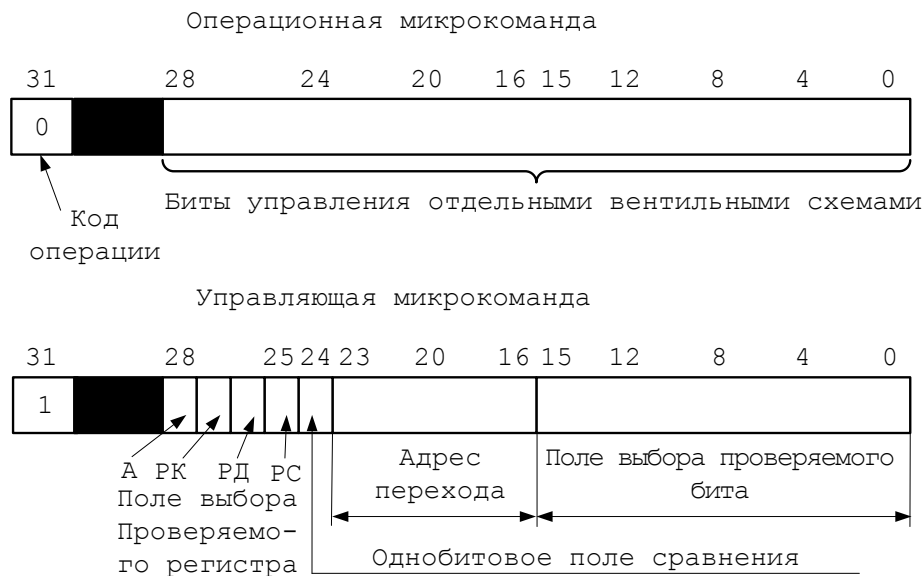 Операционная микрокоманда
31 28 24 20 16 15 12 8 4 0
0
Биты управления отдельными вентильными схемами
Код
операции
Управляющая микрокоманда
31 28 25 24 23 20 16 15 12 8 4 0
1
А РК РД РС
Поле выбора
Проверяемо-
го регистра
Адрес
перехода
Поле выбора проверяемого
бита
Однобитовое поле сравнения